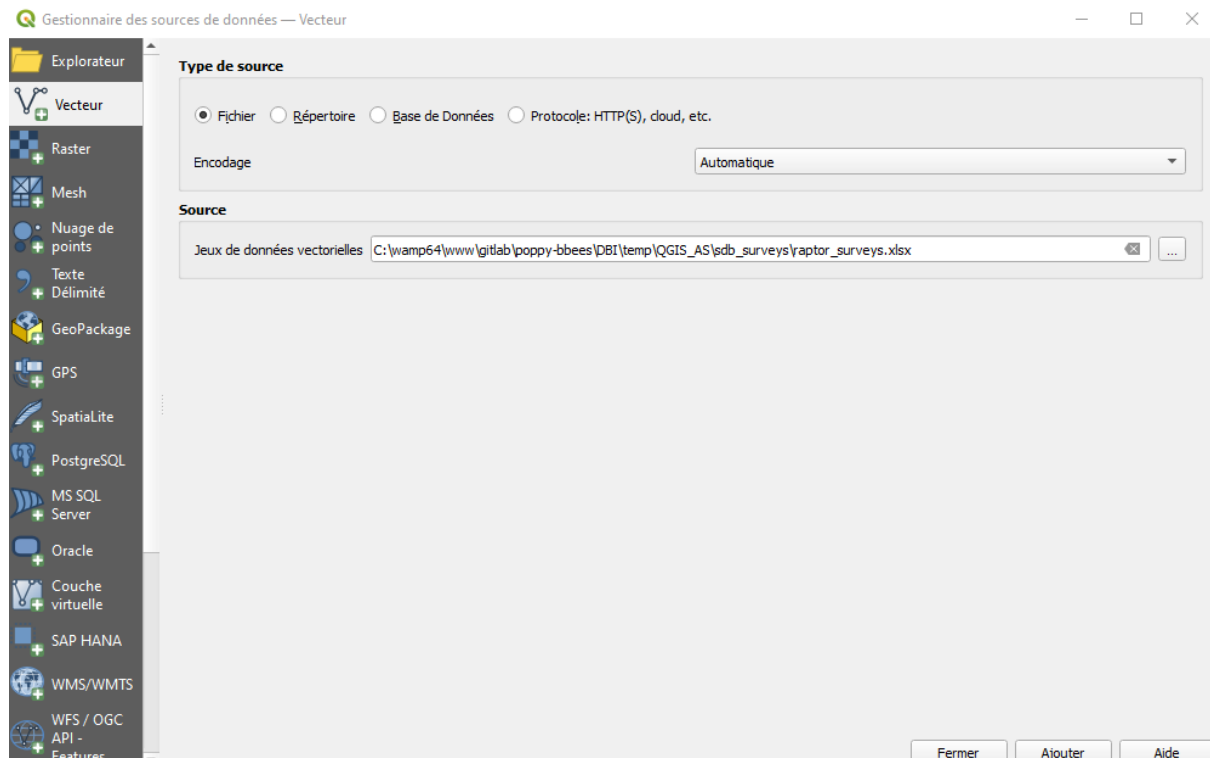 Gestionnaire des sources de données — Vecteur
Explorateur
Vecteur
Raster
Mesh
Nuage de
points
Texte
Délimité
GeoPackage
GPS
SpatiaLite
PostgreSQL
MS SQL
Server
Oracle
Couche
virtuelle
SAP HANA
WMS/WMTS
WFS / OGC
API -
Features
Type de source
Fichier Répertoire Base de Données Protocole: HTTP(S), cloud, etc.
Encodage Automatique
Source
Jeux de données vectorielles C:\wamp64\www\gitlab\poppy-bbees\DBI\temp\QGIS_AS\sdb_surveys\raptor_surveys.xlsx ...
Fermer Ajouter Aide